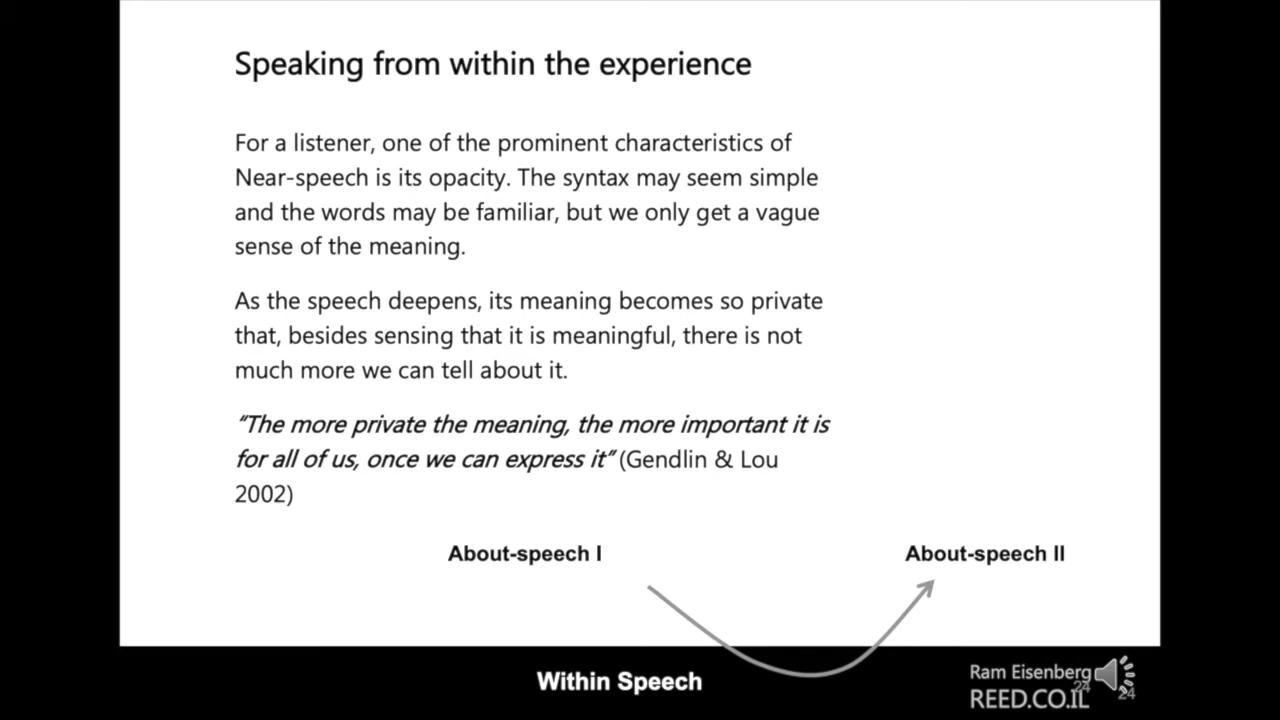 Speaking from within the experience
For a listener, one of the prominent characteristics of
Near-speech is its opacity. The syntax may seem simple
and the words may be familiar, but we only get a vague
sense of the meaning.
As the speech deepens, its meaning becomes so private
that, besides sensing that it is meaningful, there is not
much more we can tell about it.
“The more private the meaning, the more important it is
for all of us, once we can express it” (Gendlin & Lou
2002)
About-speech I
About-speech II
Within Speech
Ram Eisenberg
REED.CO.IL
24
24